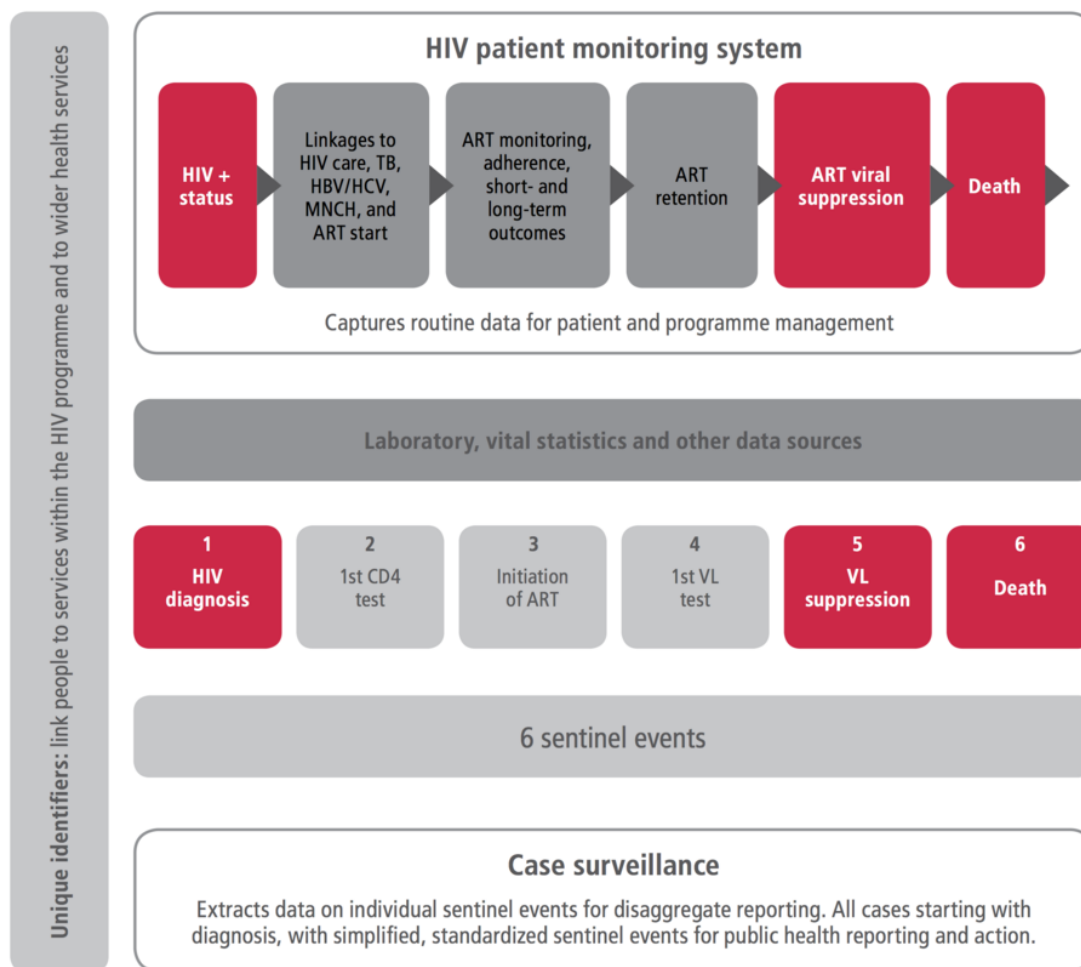 Unique identifiers: link people to services within the HIV programme and to wider health services
HIV patient monitoring system
HIV +
status
Linkages to
HIV care, TB,
HBV/HCV,
MNCH, and
ART start
ART monitoring,
adherence,
short- and
long-term
outcomes
ART
retention
ART viral
suppression
Death
Captures routine data for patient and programme management
Laboratory, vital statistics and other data sources
1
HIV
diagnosis
2
1st CD4
test
3
Initiation
of ART
4
1st VL
test
5
VL
suppression
6
Death
6 sentinel events
Case surveillance
Extracts data on individual sentinel events for disaggregate reporting. All cases starting with
diagnosis, with simplified, standardized sentinel events for public health reporting and action.